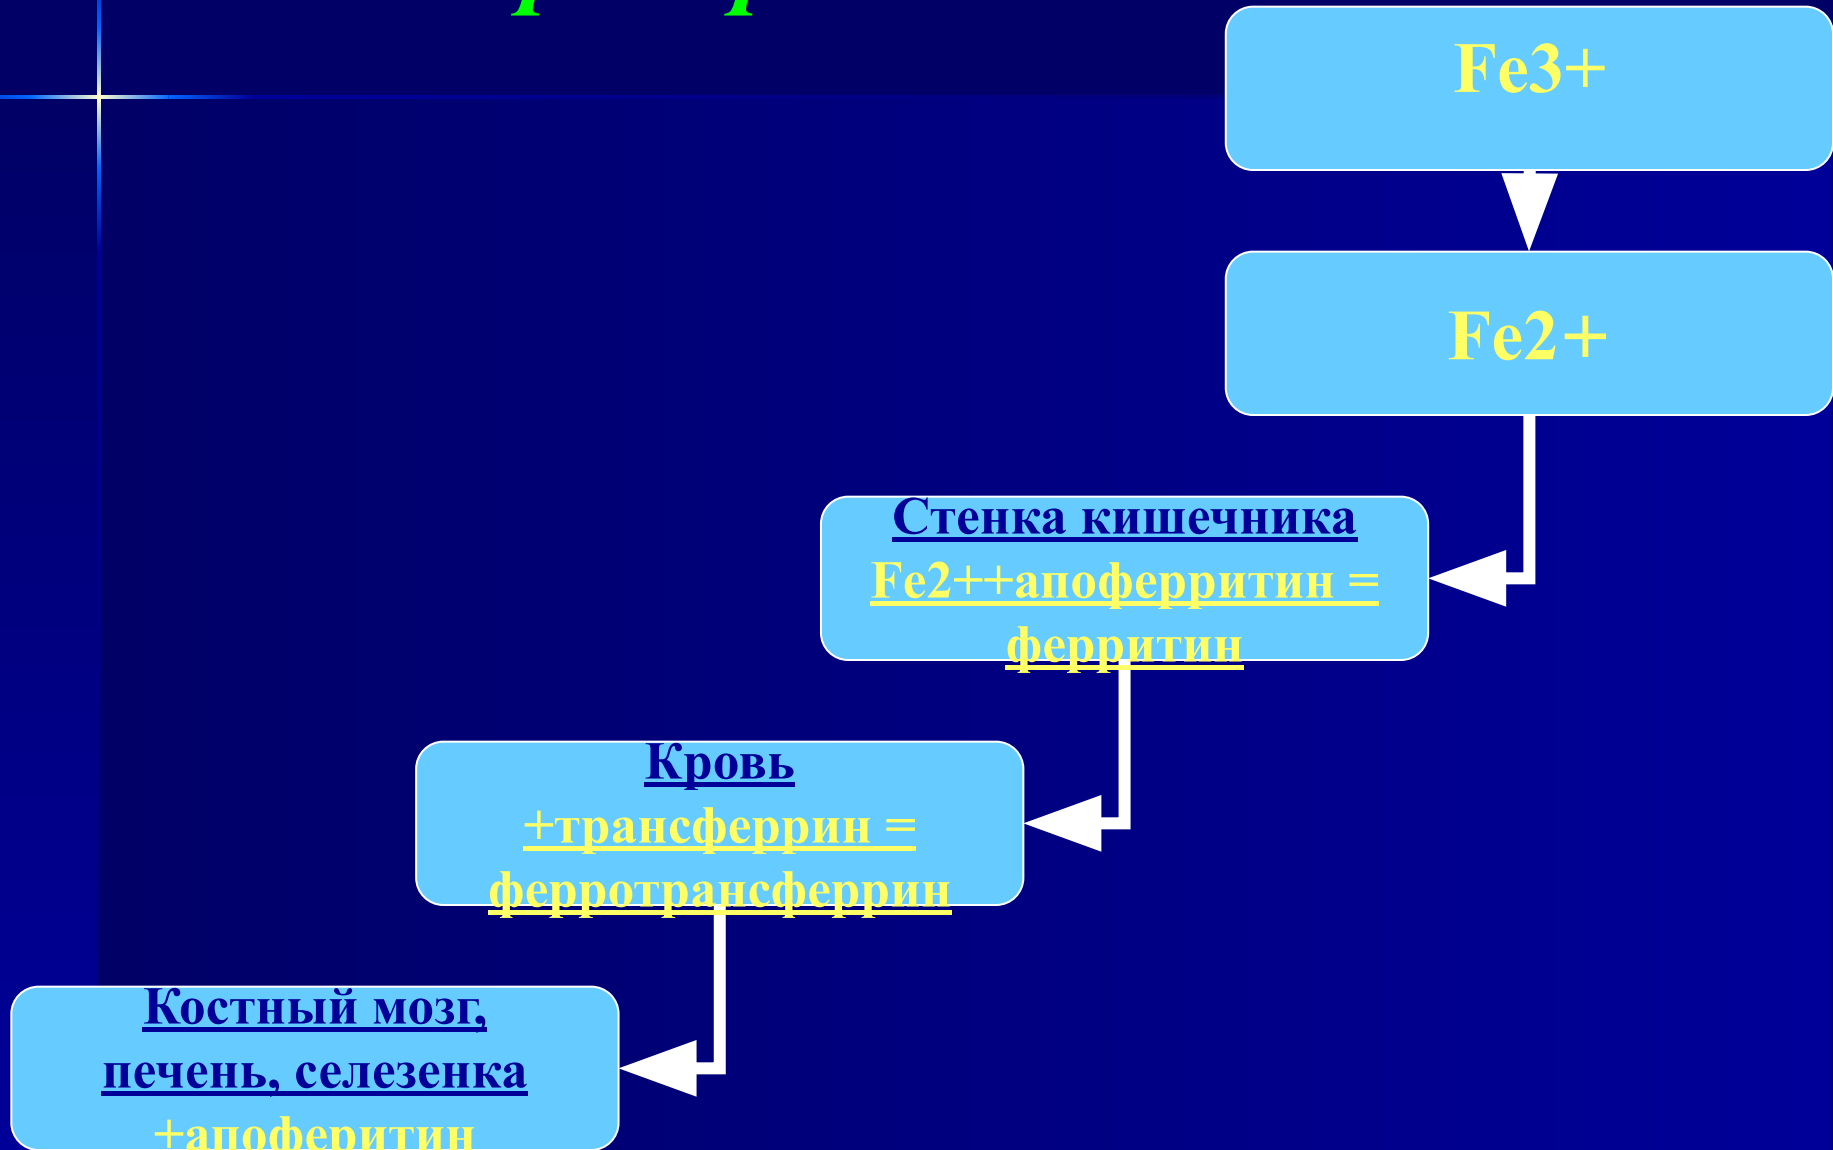 Fe3+
Fe2+
Стенка кишечника
Fe2++апоферритин =
ферритин
Кровь
+трансферрин =
ферротрансферрин
Костный мозг,
печень, селезенка
+апоферитин